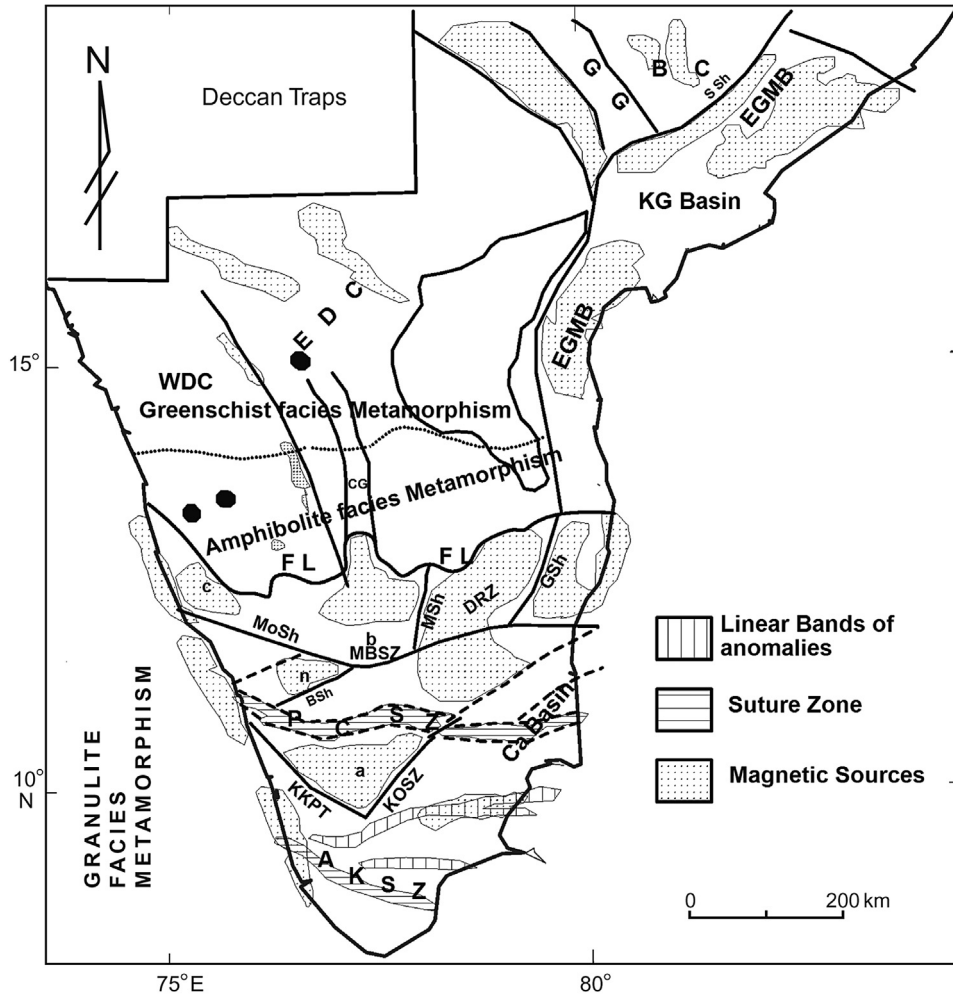 N
Deccan Traps
G
G
B C
S Sh
EGMB
KG Basin
EDC
EGMB
15°
WDC
Greenschist facies Metamorphism
CG
Amphibolite facies Metamorphism
F L
F L
c
MoSh
b
MBSZ
MSh
DRZ
GSh
n
BSh
P C S Z
Ca Basin
a
KKPT
KOSZ
10°
N
GRANULITE
FACIES
METAMORPHISM
A K S Z
Linear Bands of
anomalies
Suture Zone
Magnetic Sources
0 200 km
75°E
80°